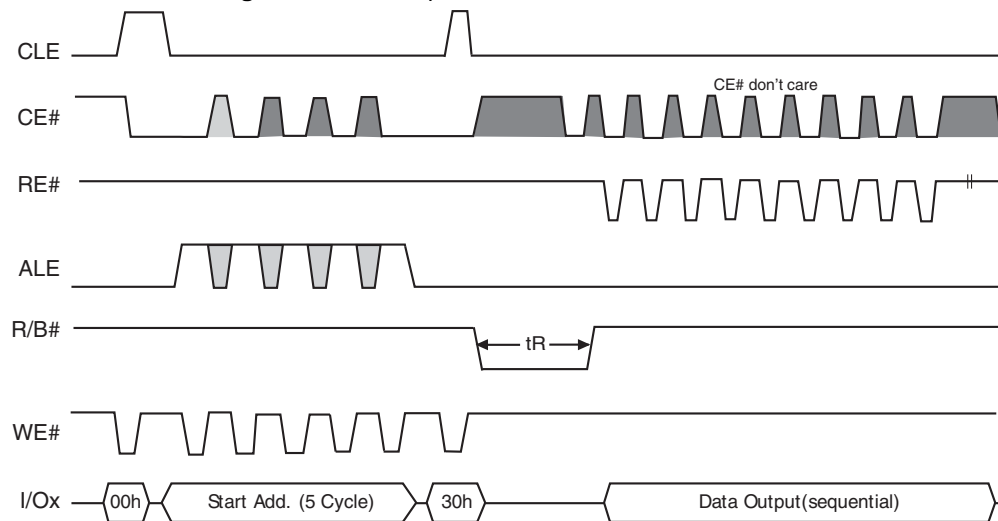 CLE
CE# don't care
CE#
RE#
ALE
R/B#
tR
WE#
I/Ox
00h
Start Add. (5 Cycle)
30h
Data Output(sequential)